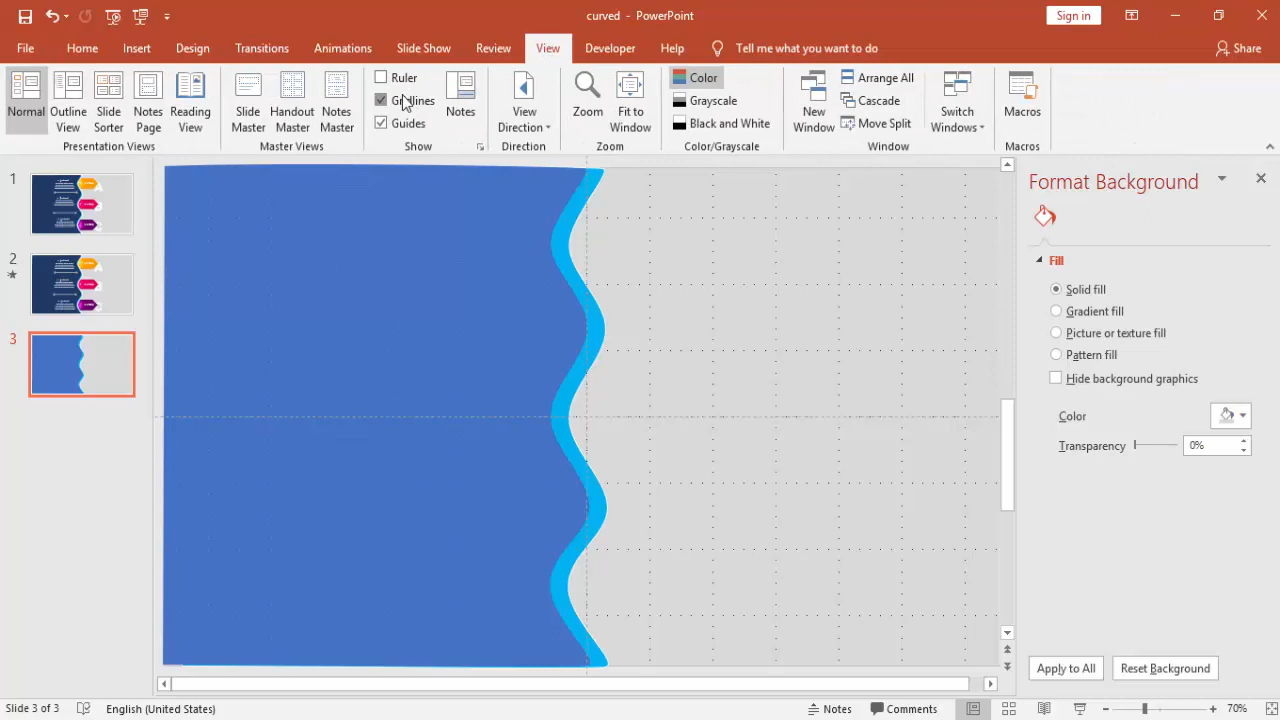 curved - PowerPoint
Sign in
File Home Insert Design Transitions Animations Slide Show Review View Developer Help Tell me what you want to do Share
Normal
Outline View
Slide Sorter
Notes Page
Reading View
Presentation Views
Slide Master
Handout Master
Notes Master
Master Views
Ruler
Gridlines
Guides
Show
Notes
View Direction
Direction
Zoom
Fit to Window
Zoom
Color
Grayscale
Black and White
Color/Grayscale
New Window
Arrange All
Cascade
Move Split
Window
Switch Windows
Macros
Macros
1
2
3
Format Background
Fill
Solid fill
Gradient fill
Picture or texture fill
Pattern fill
Hide background graphics
Color
Transparency 0%
Apply to All Reset Background
Slide 3 of 3 English (United States) Notes Comments 70%